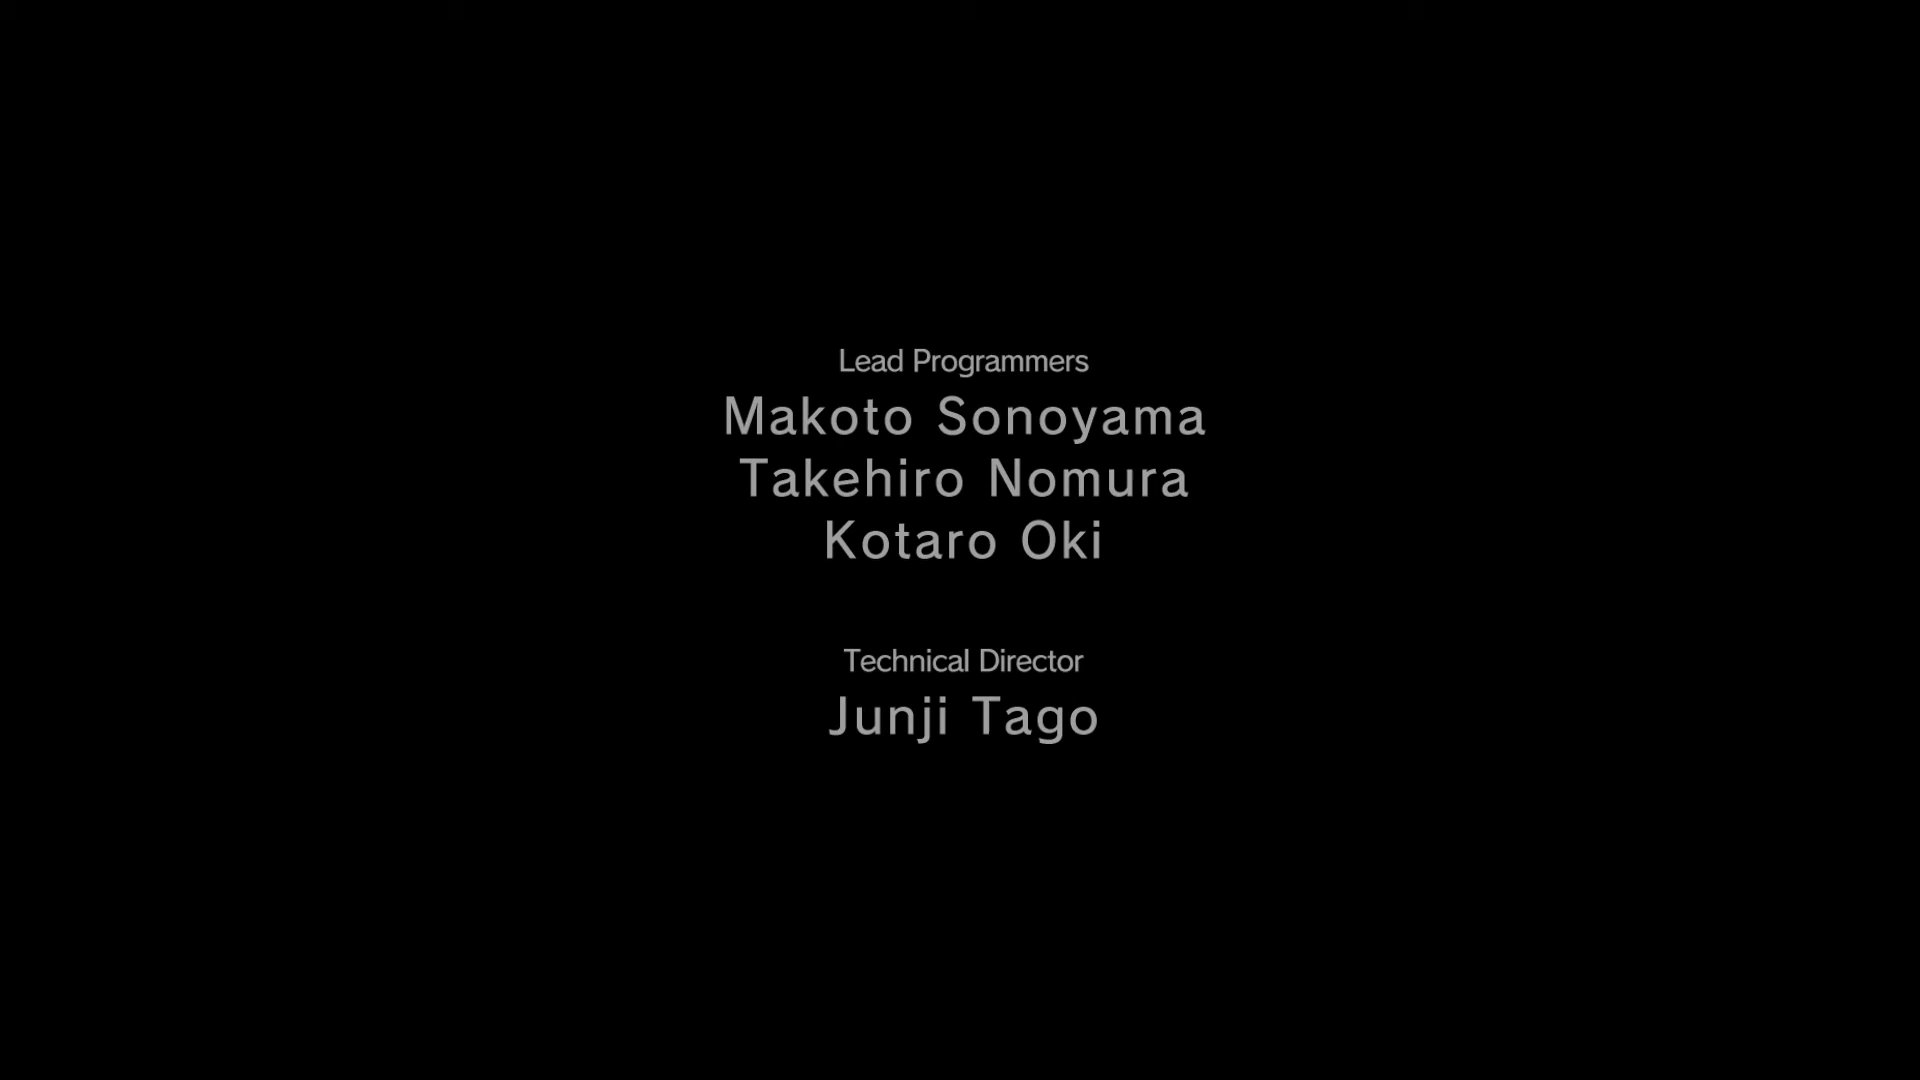 Lead Programmers
Makoto Sonoyama
Takehiro Nomura
Kotaro Oki
Technical Director
Junji Tago